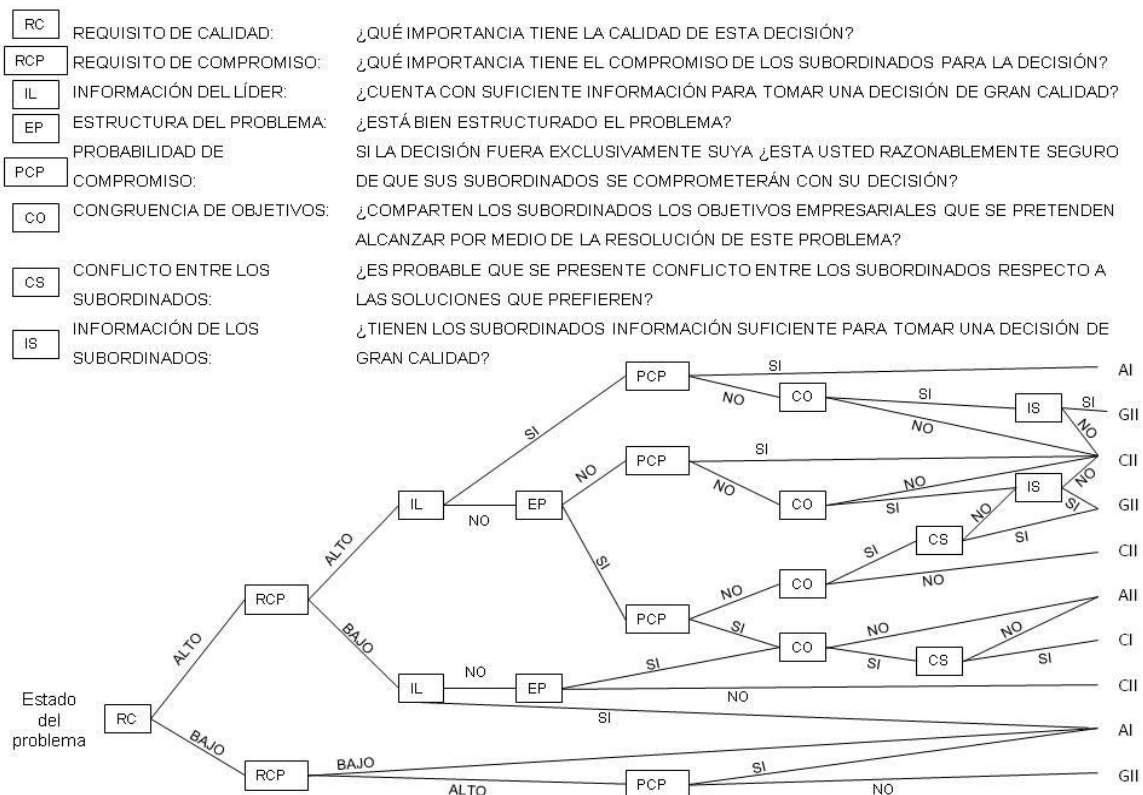 RC REQUISITO DE CALIDAD: ¿QUÉ IMPORTANCIA TIENE LA CALIDAD DE ESTA DECISIÓN?
RCP REQUISITO DE COMPROMISO: ¿QUÉ IMPORTANCIA TIENE EL COMPROMISO DE LOS SUBORDINADOS PARA LA DECISIÓN?
IL INFORMACIÓN DEL LÍDER: ¿CUENTA CON SUFICIENTE INFORMACIÓN PARA TOMAR UNA DECISIÓN DE GRAN CALIDAD?
EP ESTRUCTURA DEL PROBLEMA: ¿ESTÁ BIEN ESTRUCTURADO EL PROBLEMA?
PROBABILIDAD DE SI LA DECISIÓN FUERA EXCLUSIVAMENTE SUYA ¿ESTA USTED RAZONABLEMENTE SEGURO
PCP COMPROMISO: DE QUE SUS SUBORDINADOS SE COMPROMETERÁN CON SU DECISIÓN?
CO CONGRUENCIA DE OBJETIVOS: ¿COMPARTEN LOS SUBORDINADOS LOS OBJETIVOS EMPRESARIALES QUE SE PRETENDEN
ALCANZAR POR MEDIO DE LA RESOLUCIÓN DE ESTE PROBLEMA?
CS CONFLICTO ENTRE LOS ¿ES PROBABLE QUE SE PRESENTE CONFLICTO ENTRE LOS SUBORDINADOS RESPECTO A
SUBORDINADOS: LAS SOLUCIONES QUE PREFIEREN?
IS INFORMACIÓN DE LOS ¿TIENEN LOS SUBORDINADOS INFORMACIÓN SUFICIENTE PARA TOMAR UNA DECISIÓN DE
SUBORDINADOS: GRAN CALIDAD?
PCP SI AI
NO CO SI IS SI GII
NO NO
SI
NO PCP SI CII
NO CO NO IS NO
SI SI GII
IL NO EP
NO CS SI
ALTO SI SI
CO NO CII
RCP NO
PCP AII
SI CO NO NO
ALTO BAJO SI CS SI CI
NO SI
IL EP NO CII
SI
Estado
del
problema
RC
BAJO AI
RCP BAJO SI
ALTO PCP NO GII